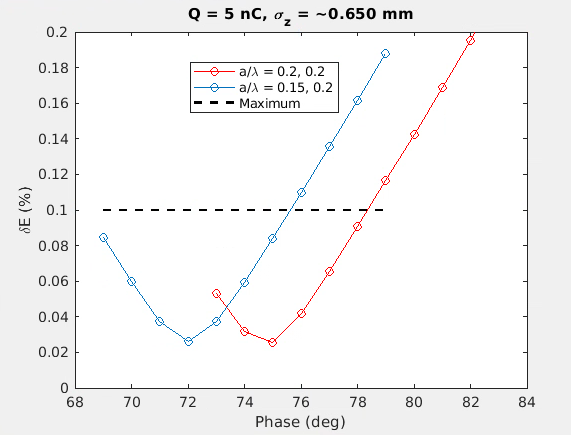 Q = 5 nC, σz = ~0.650 mm
0.2
0.18
0.16
0.14
0.12
0.1
0.08
0.06
0.04
0.02
0
δE (%)
a/λ = 0.2, 0.2
a/λ = 0.15, 0.2
Maximum
68 70 72 74 76 78 80 82 84
Phase (deg)